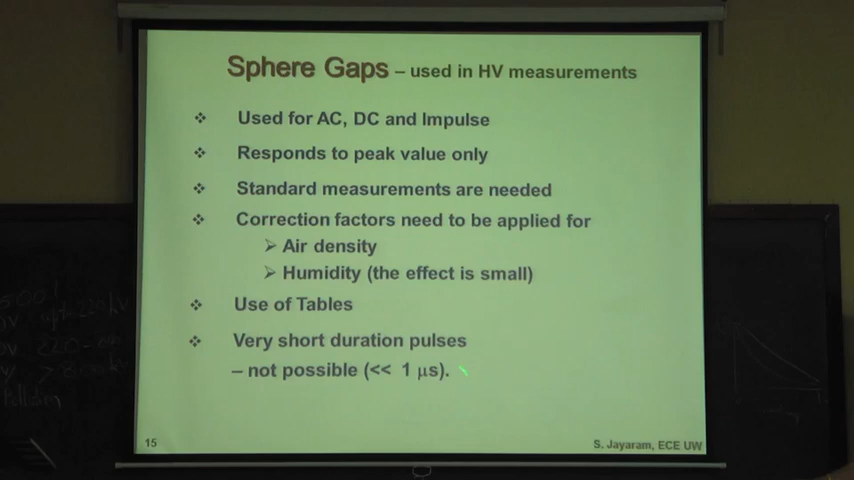 Sphere Gaps – used in HV measurements
❖ Used for AC, DC and Impulse
❖ Responds to peak value only
❖ Standard measurements are needed
❖ Correction factors need to be applied for
➢ Air density
➢ Humidity (the effect is small)
❖ Use of Tables
❖ Very short duration pulses
– not possible (<< 1 μs).
15
S. Jayaram, ECE UW